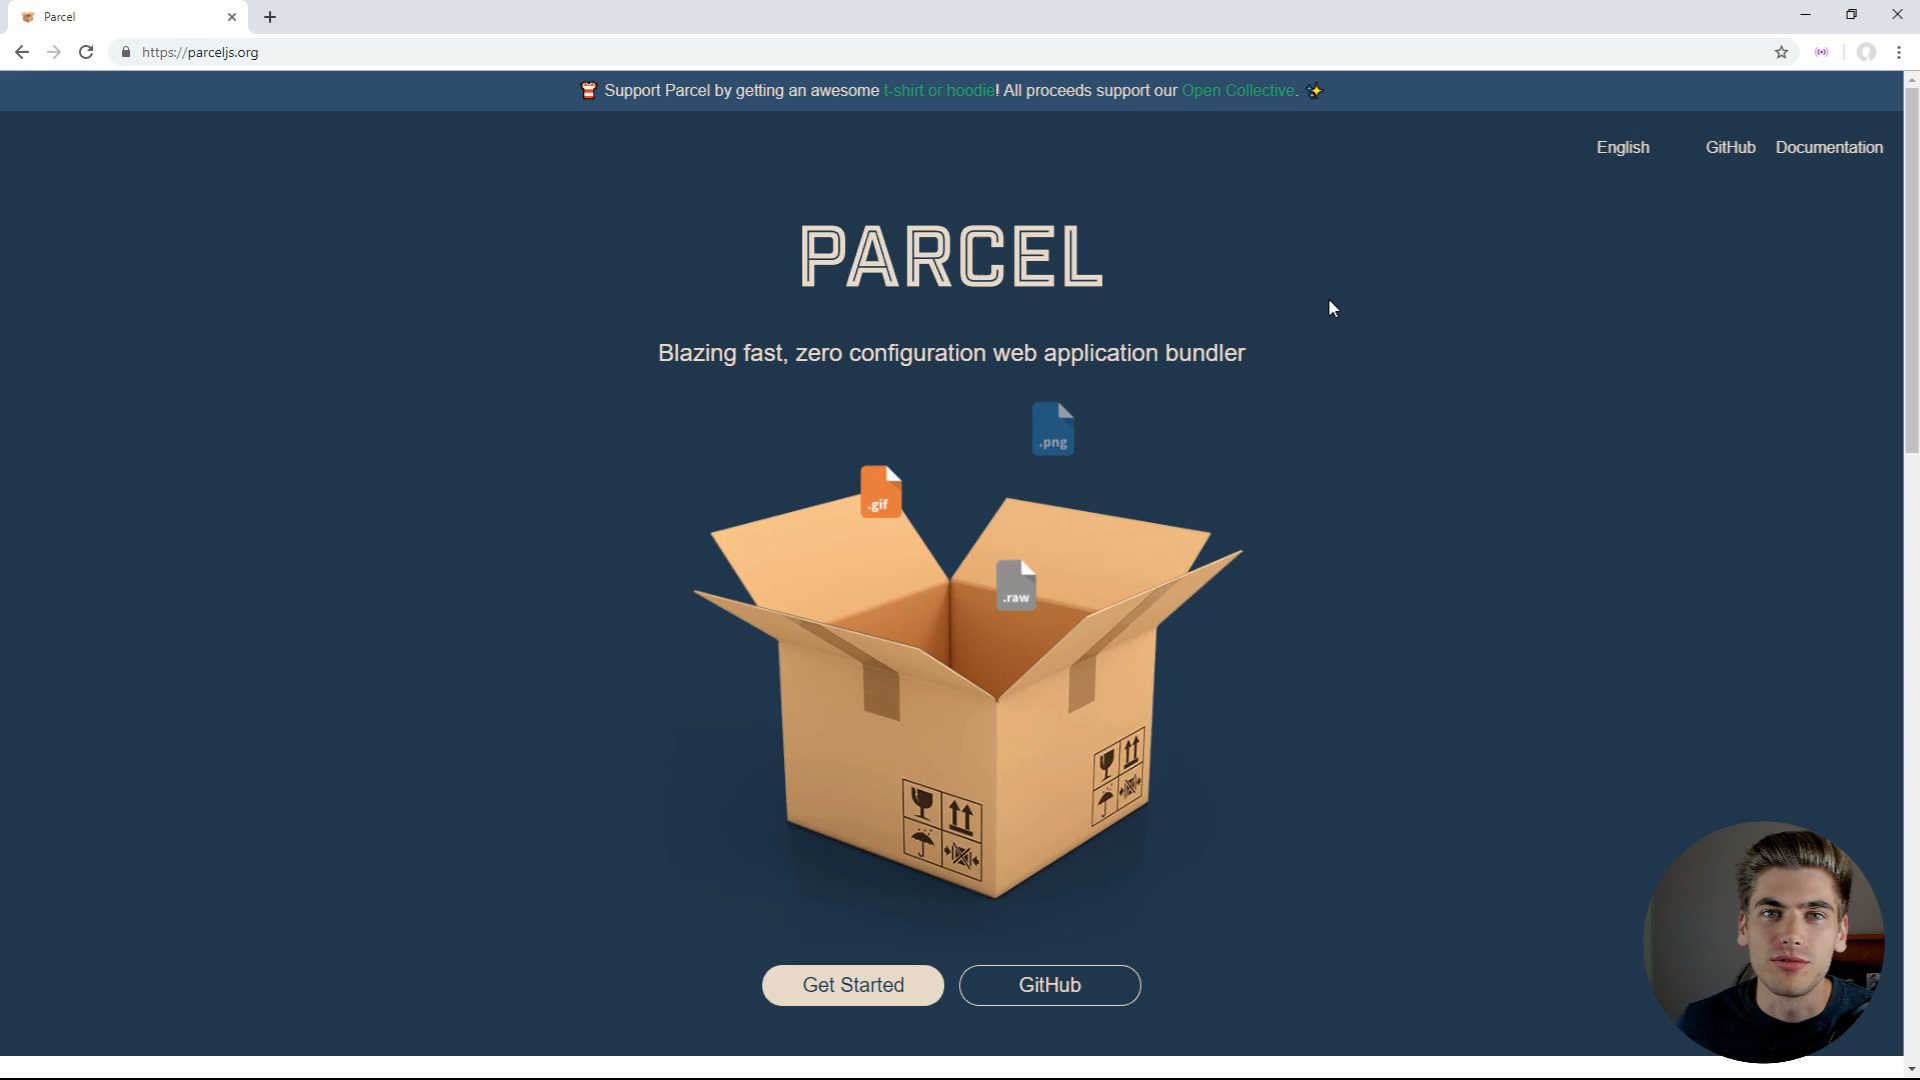 Parcel
https://parceljs.org
Support Parcel by getting an awesome t-shirt or hoodie! All proceeds support our Open Collective.
English GitHub Documentation
PARCEL
Blazing fast, zero configuration web application bundler
.png
.gif
.raw
Get Started GitHub